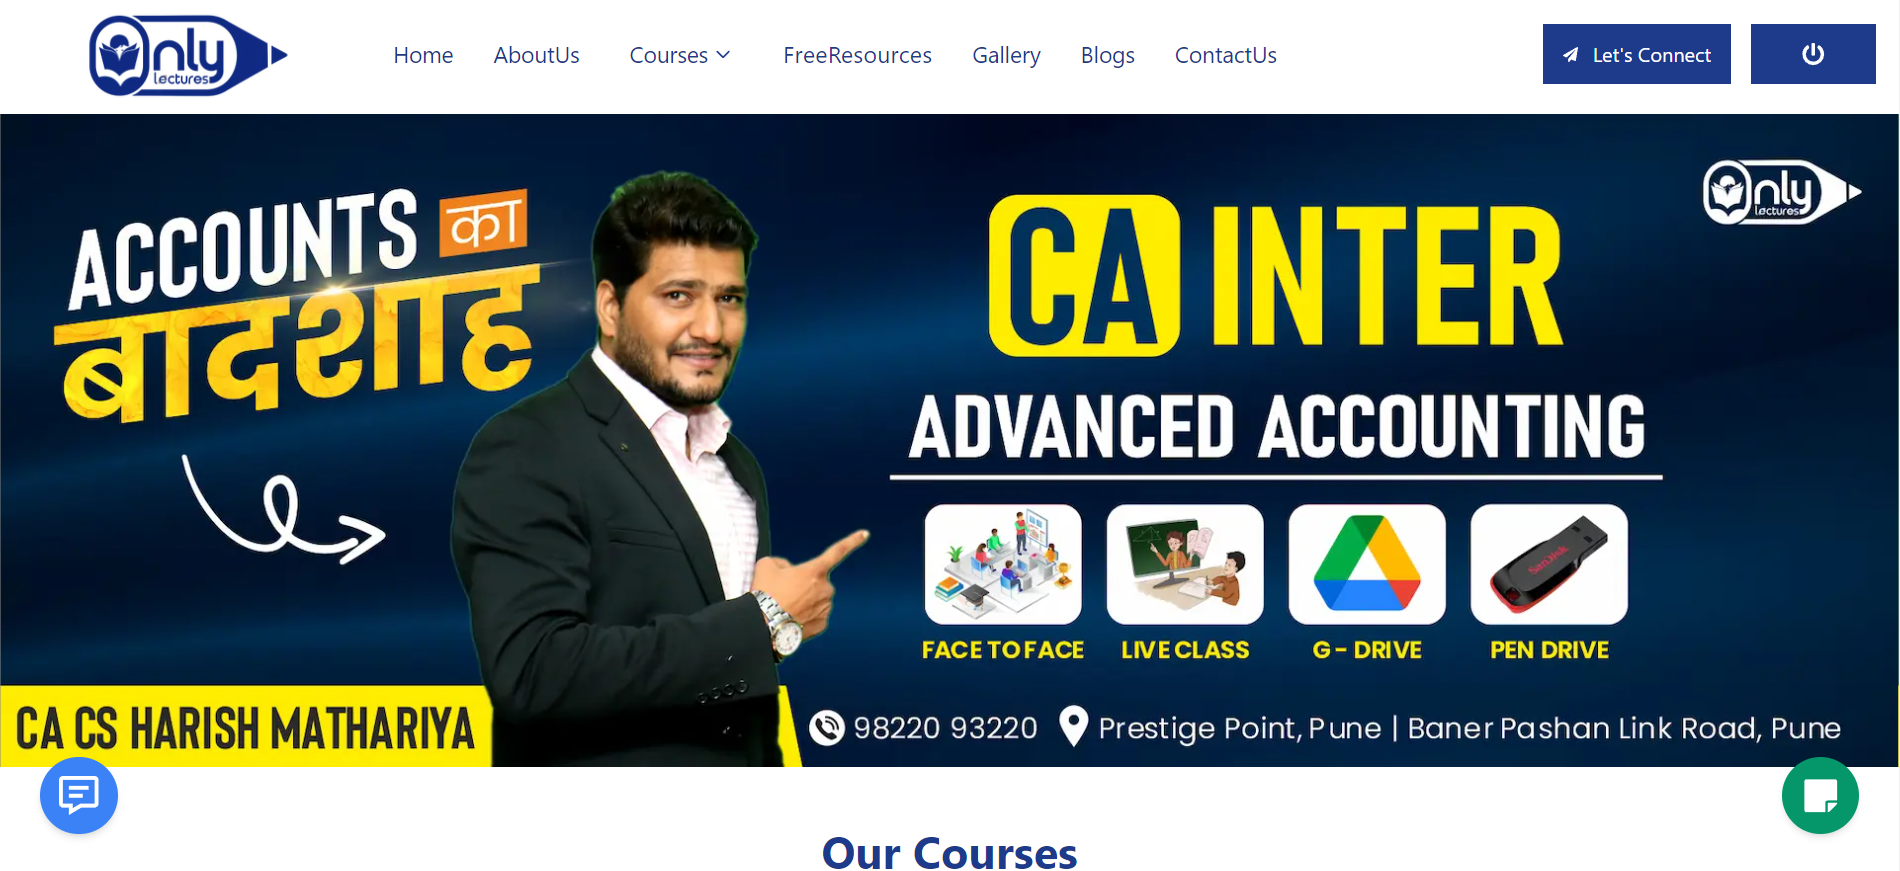 Only lectures
Home AboutUs Courses FreeResources Gallery Blogs ContactUs
Let's Connect
Only lectures
ACCOUNTS का
बादशाह
CA INTER
ADVANCED ACCOUNTING
SanDisk
FACE TO FACE LIVE CLASS G - DRIVE PEN DRIVE
CA CS HARISH MATHARIYA
98220 93220 Prestige Point, Pune | Baner Pashan Link Road, Pune
Our Courses